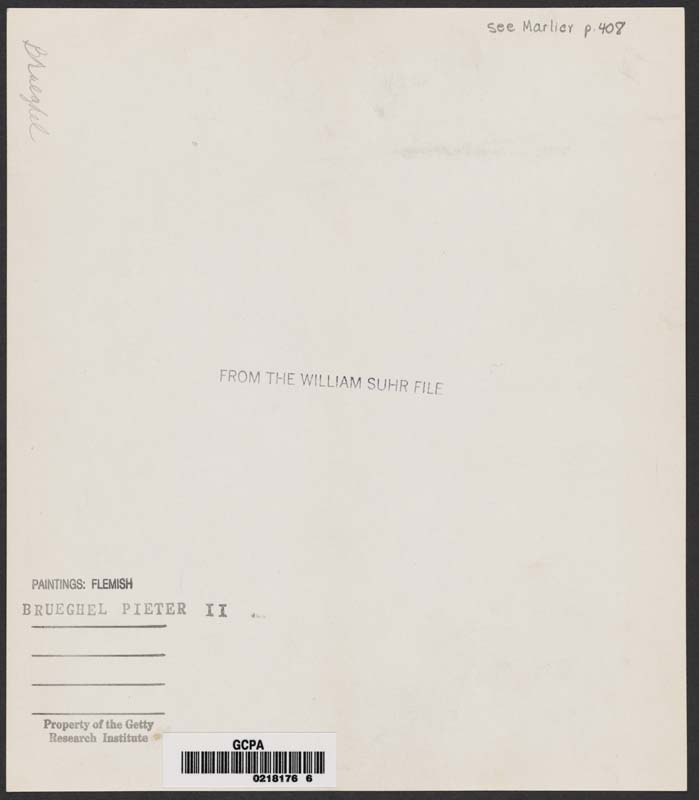 see Marlier p. 408
Brueghel
FROM THE WILLIAM SUHR FILE
PAINTINGS: FLEMISH
BRUEGHEL PIETER II
Property of the Getty
Research Institute
GCPA
0218176 6